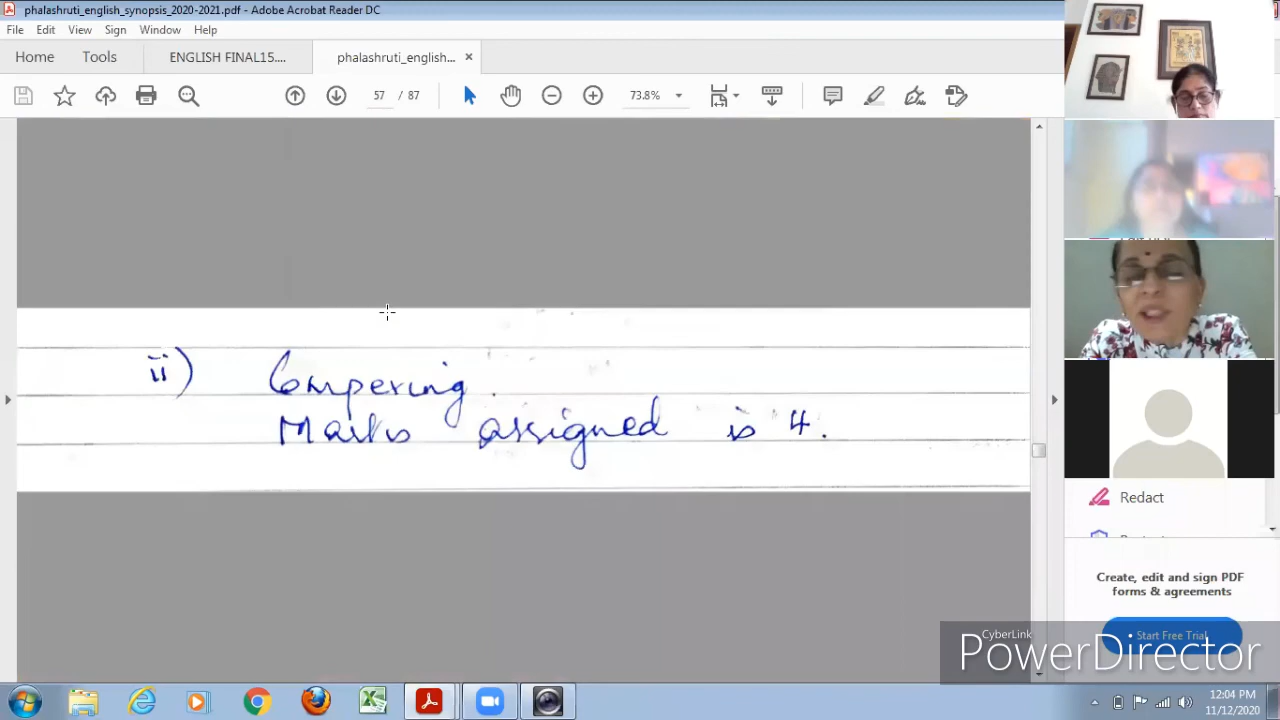 phalashruti_english_synopsis_2020-2021.pdf - Adobe Acrobat Reader DC
File Edit View Sign Window Help
Home Tools ENGLISH FINAL15.... phalashruti_english... ×
57 / 87 73.8%
ii) Compering.
Marks assigned is 4.
Redact
Create, edit and sign PDF
forms & agreements
Start Free Trial
CyberLink
PowerDirector
12:04 PM
11/12/2020